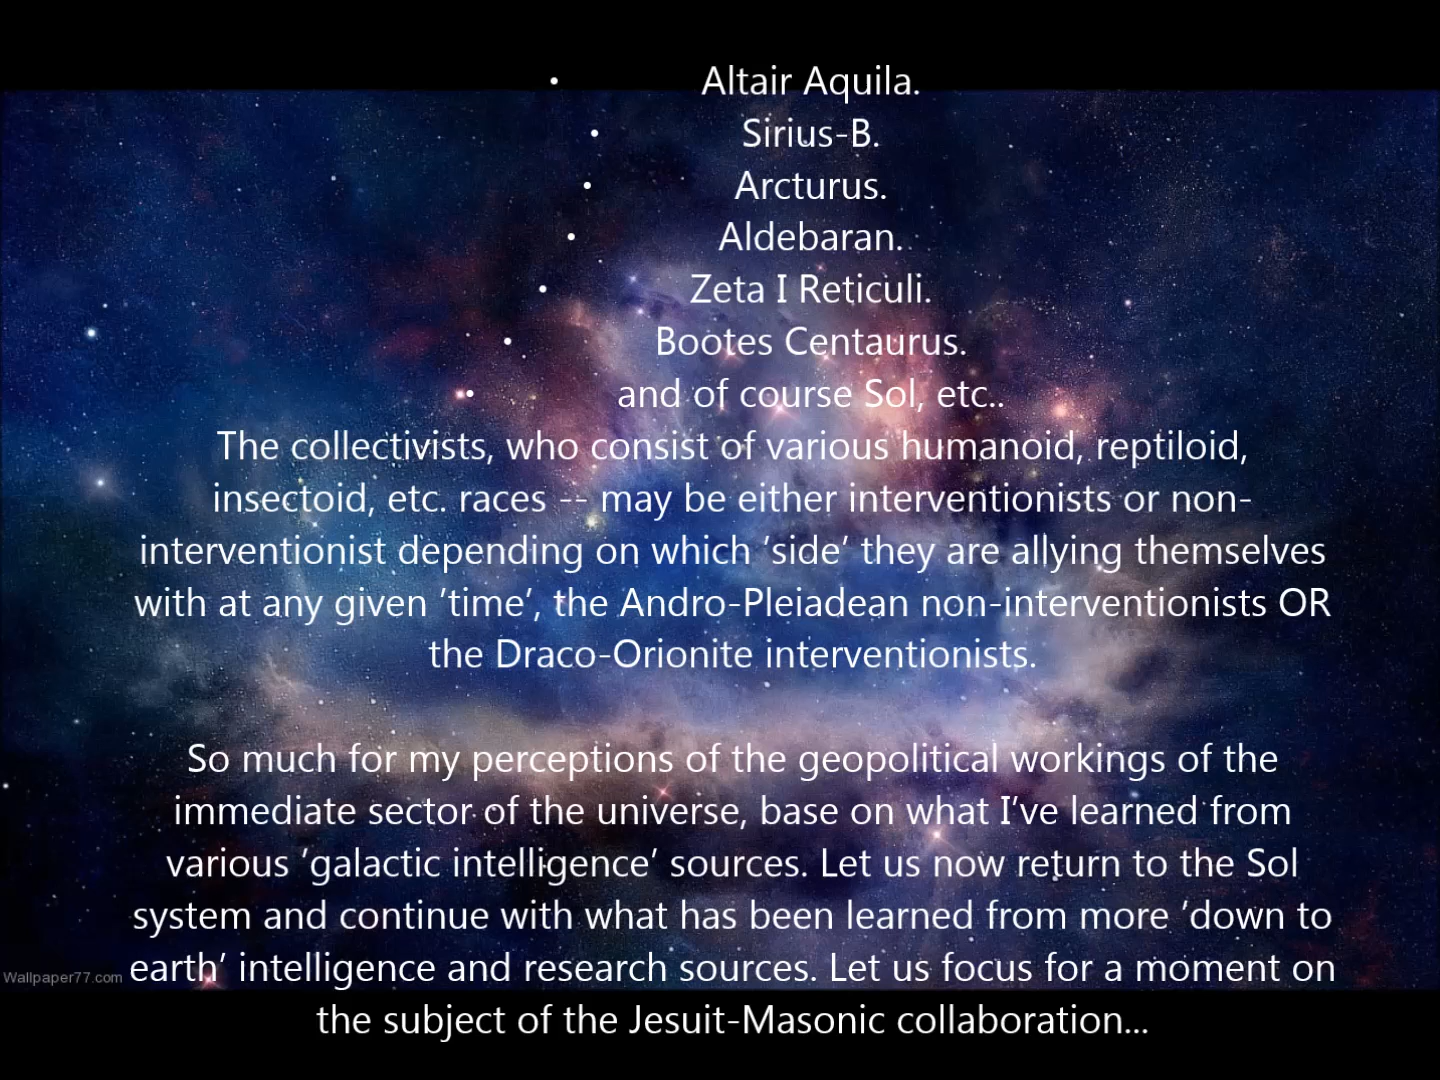 • Altair Aquila.
• Sirius-B.
• Arcturus.
• Aldebaran.
• Zeta I Reticuli.
• Bootes Centaurus.
• and of course Sol, etc..
The collectivists, who consist of various humanoid, reptiloid,
insectoid, etc. races -- may be either interventionists or non-
interventionist depending on which ‘side’ they are allying themselves
with at any given ‘time’, the Andro-Pleiadean non-interventionists OR
the Draco-Orionite interventionists.
So much for my perceptions of the geopolitical workings of the
immediate sector of the universe, base on what I’ve learned from
various ‘galactic intelligence’ sources. Let us now return to the Sol
system and continue with what has been learned from more ‘down to
earth’ intelligence and research sources. Let us focus for a moment on
the subject of the Jesuit-Masonic collaboration...
Wallpaper77.com